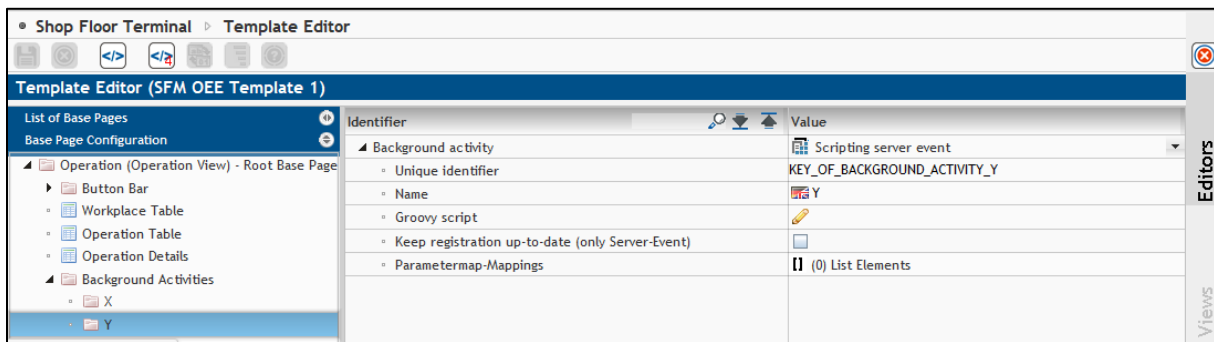 Shop Floor Terminal ▷ Template Editor
</> </>4
Template Editor (SFM OEE Template 1)
List of Base Pages
Base Page Configuration
Operation (Operation View) - Root Base Page
Button Bar
Workplace Table
Operation Table
Operation Details
Background Activities
X
Y
Identifier Value
Background activity Scripting server event
Unique identifier KEY_OF_BACKGROUND_ACTIVITY_Y
Name Y
Groovy script
Keep registration up-to-date (only Server-Event)
Parametermap-Mappings [] (0) List Elements
Editors
Views